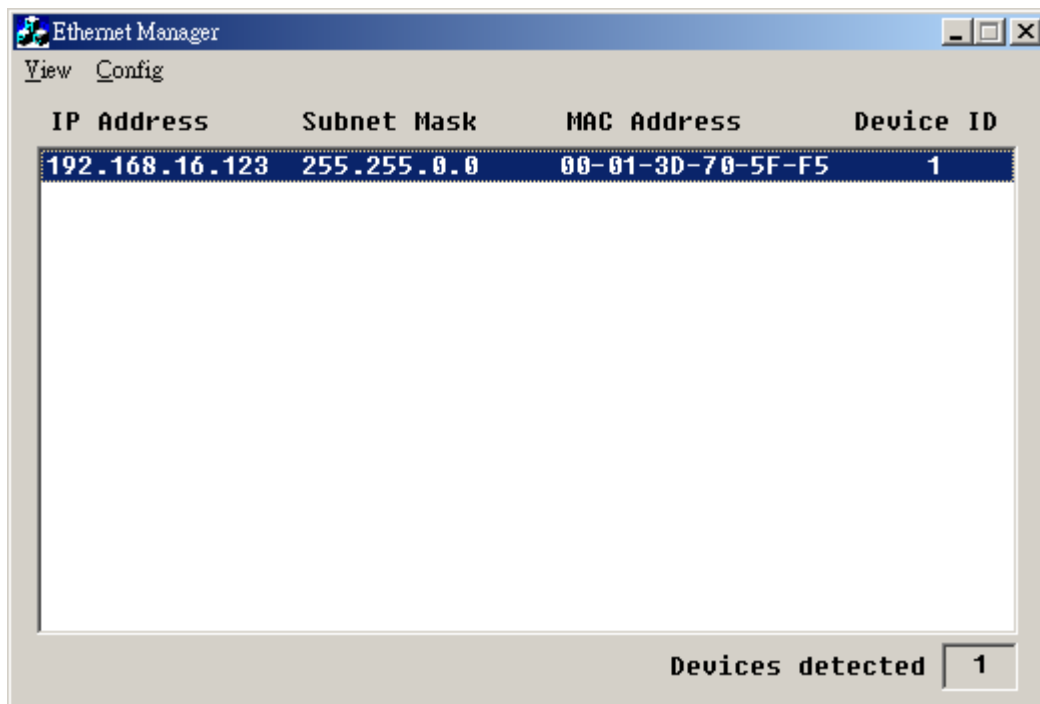 Ethernet Manager
View Config
IP Address Subnet Mask MAC Address Device ID
192.168.16.123 255.255.0.0 00-01-3D-70-5F-F5 1
Devices detected 1